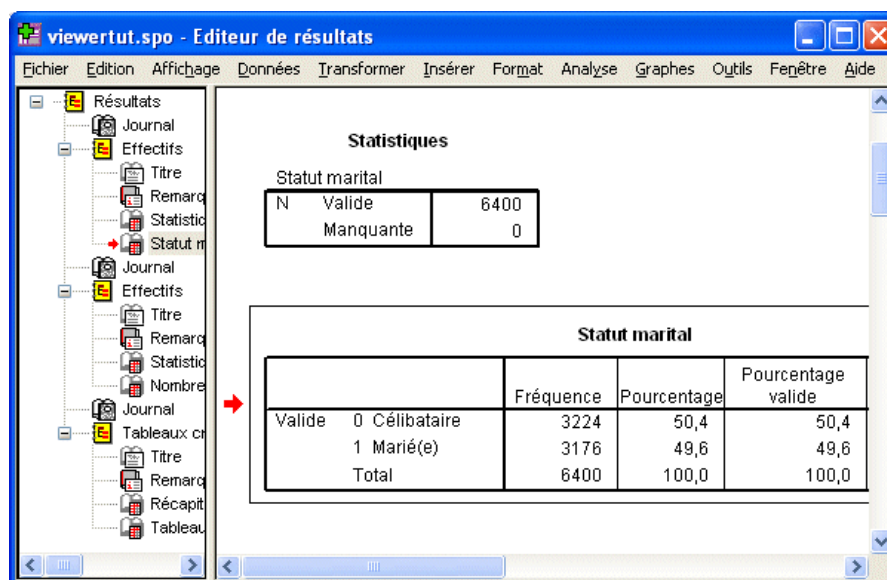 viewertut.spo - Editeur de résultats
Fichier Edition Affichage Données Transformer Insérer Format Analyse Graphes Outils Fenêtre Aide
Résultats
Journal
Effectifs
Titre
Remarq
Statistic
Statut m
Journal
Effectifs
Titre
Remarq
Statistic
Nombre
Journal
Tableaux cr
Titre
Remarq
Récapit
Tableau
Statistiques
Statut marital
N Valide 6400
Manquante 0
Statut marital
Fréquence Pourcentage Pourcentage valide
Valide 0 Célibataire 3224 50,4 50,4
1 Marié(e) 3176 49,6 49,6
Total 6400 100,0 100,0